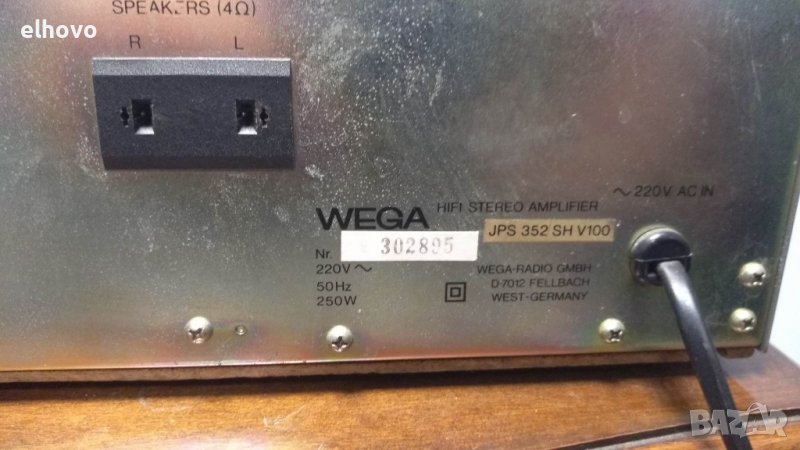 elhovo
SPEAKERS (4Ω)
R L
~ 220V AC IN
WEGA HIFI STEREO AMPLIFIER
JPS 352 SH V100
Nr. 302895
220V ~
50Hz
250W
WEGA-RADIO GMBH
D-7012 FELLBACH
WEST-GERMANY
BAZAR